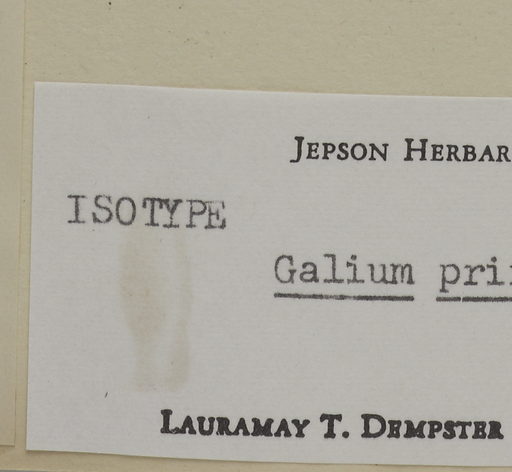 JEPSON HERBAR
ISOTYPE
Galium pri
LAURAMAY T. DEMPSTER